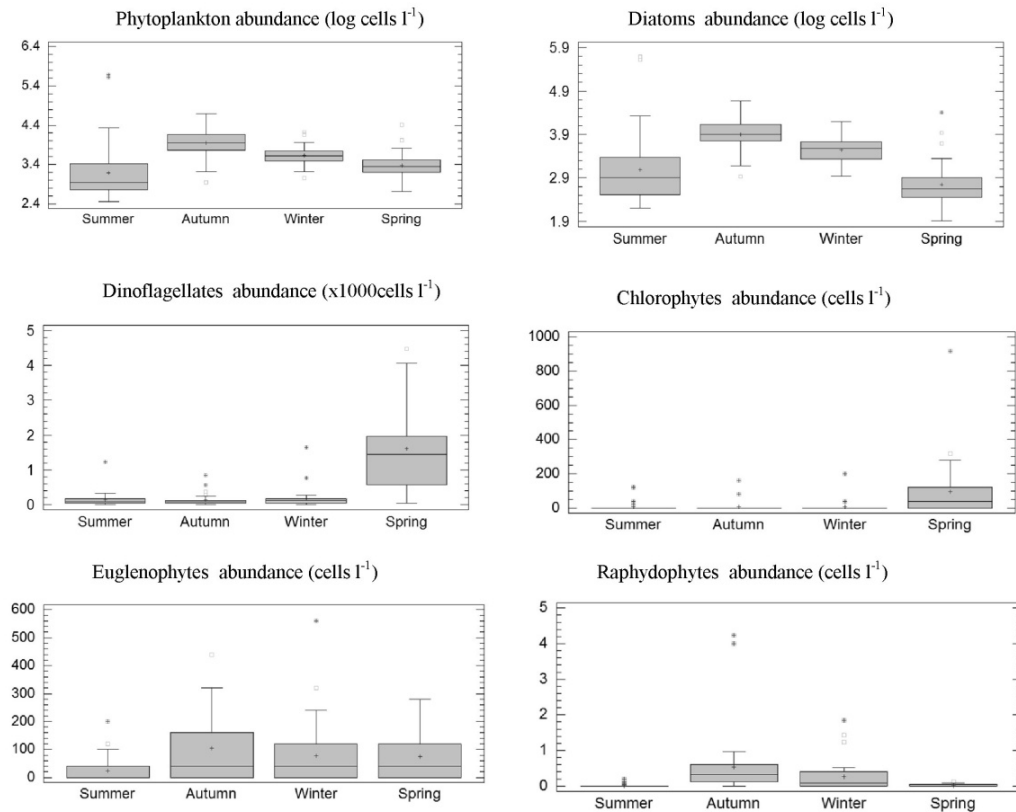 Phytoplankton abundance (log cells l⁻¹)
6.4
5.4
4.4
3.4
2.4
Summer Autumn Winter Spring
Diatoms abundance (log cells l⁻¹)
5.9
4.9
3.9
2.9
1.9
Summer Autumn Winter Spring
Dinoflagellates abundance (x1000cells l⁻¹)
5
4
3
2
1
0
Summer Autumn Winter Spring
Chlorophytes abundance (cells l⁻¹)
1000
800
600
400
200
0
Summer Autumn Winter Spring
Euglenophytes abundance (cells l⁻¹)
600
500
400
300
200
100
0
Summer Autumn Winter Spring
Raphydophytes abundance (cells l⁻¹)
5
4
3
2
1
0
Summer Autumn Winter Spring